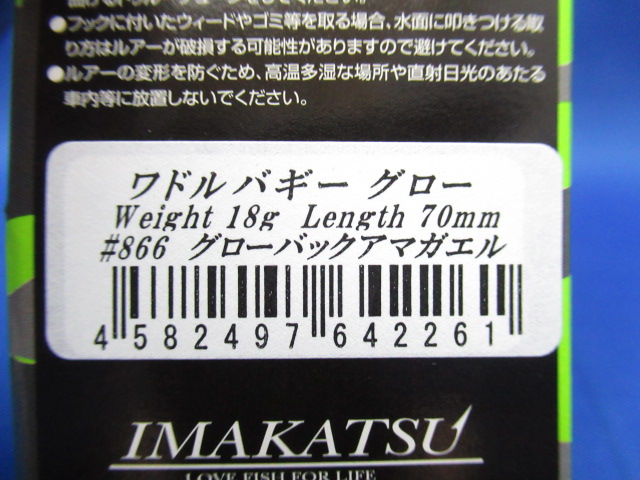 ●フックに付いたウィードやゴミ等を取る場合、水面に叩きつける取
り方はルアーが破損する可能性がありますので避けてください。
●ルアーの変形を防ぐため、高温多湿な場所や直射日光のあたる
車内等に放置しないでください。
ワドルバギー グロー
Weight 18g Length 70mm
#866 グローバックアマガエル
4 582497 642261
IMAKATSU
LOVE FISH FOR LIFE